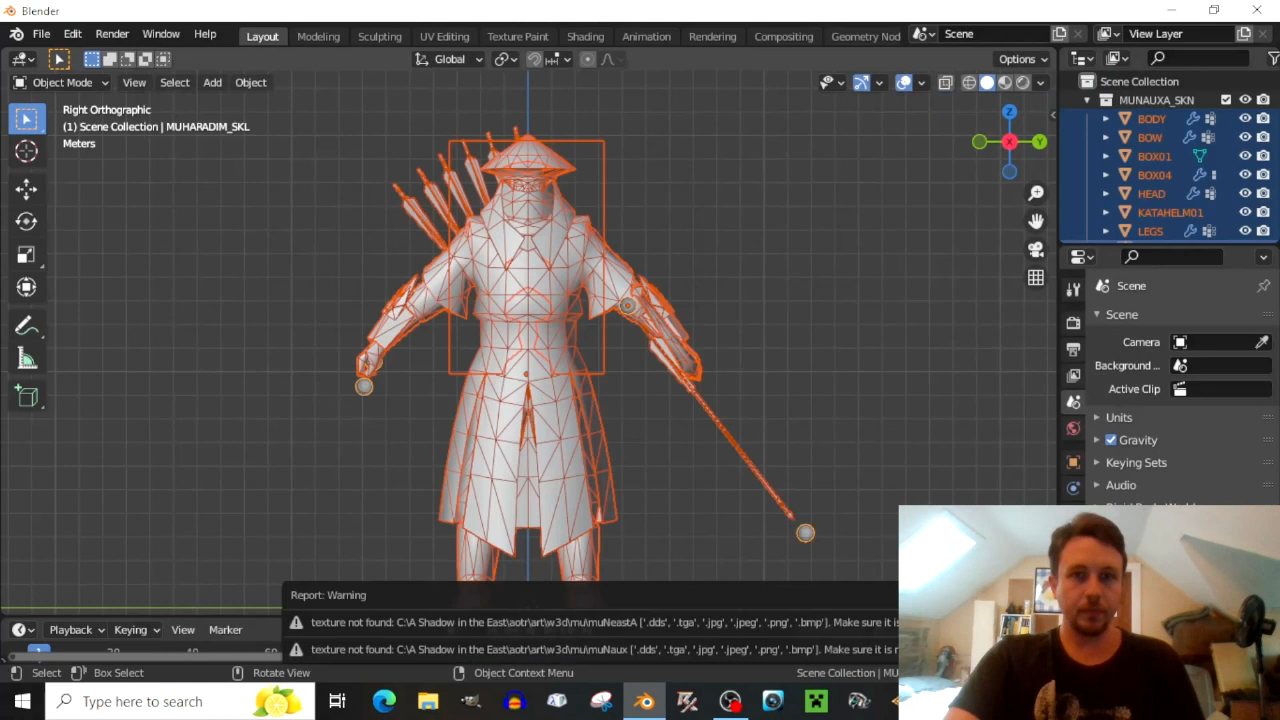 Blender
File Edit Render Window Help Layout Modeling Sculpting UV Editing Texture Paint Shading Animation Rendering Compositing Geometry Nod Scene View Layer
Global Options
Object Mode View Select Add Object
Right Orthographic
(1) Scene Collection | MUHARADIM_SKL
Meters
Z
X
Y
Scene Collection
MUNAUXA_SKN
BODY
BOW
BOX01
BOX04
HEAD
KATAHELM01
LEGS
Scene
Scene
Camera
Background ...
Active Clip
Units
Gravity
Keying Sets
Audio
Report: Warning
texture not found: C:\A Shadow in the East\aotr\art\w3d\mu\muNeastA ['.dds', '.tga', '.jpg', '.jpeg', '.png', '.bmp']. Make sure it is
texture not found: C:\A Shadow in the East\aotr\art\w3d\mu\muNaux ['.dds', '.tga', '.jpg', '.jpeg', '.png', '.bmp']. Make sure it is r
Playback Keying View Marker
Select Box Select Rotate View Object Context Menu Scene Collection | MU
Type here to search